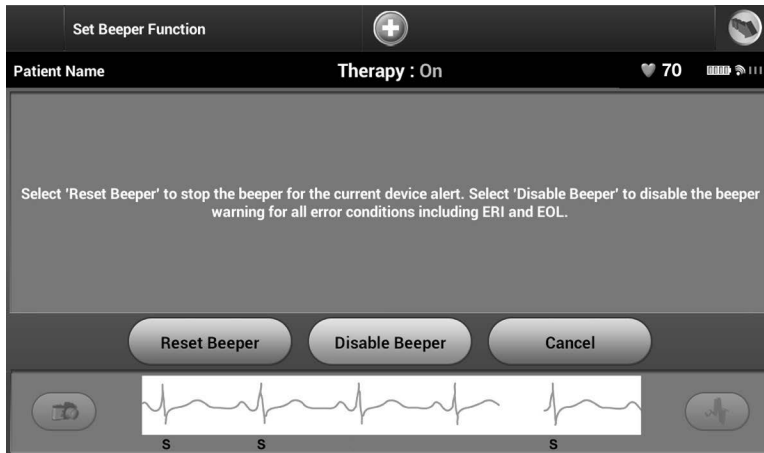 Set Beeper Function
Patient Name Therapy : On 70
Select 'Reset Beeper' to stop the beeper for the current device alert. Select 'Disable Beeper' to disable the beeper
warning for all error conditions including ERI and EOL.
Reset Beeper Disable Beeper Cancel
S S S